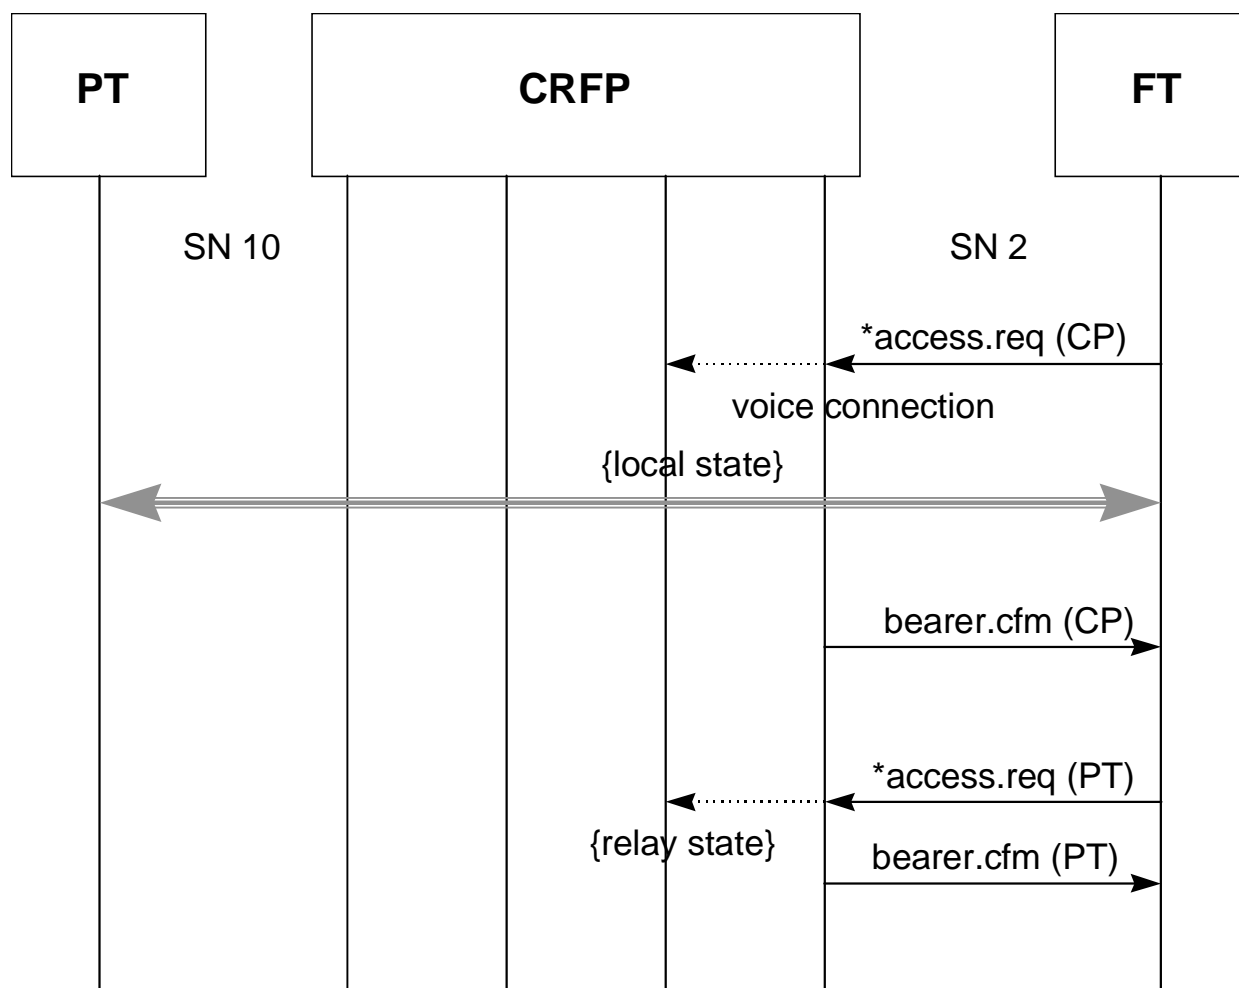 PT
CRFP
FT
SN 10
SN 2
*access.req (CP)
voice connection
{local state}
bearer.cfm (CP)
*access.req (PT)
{relay state}
bearer.cfm (PT)